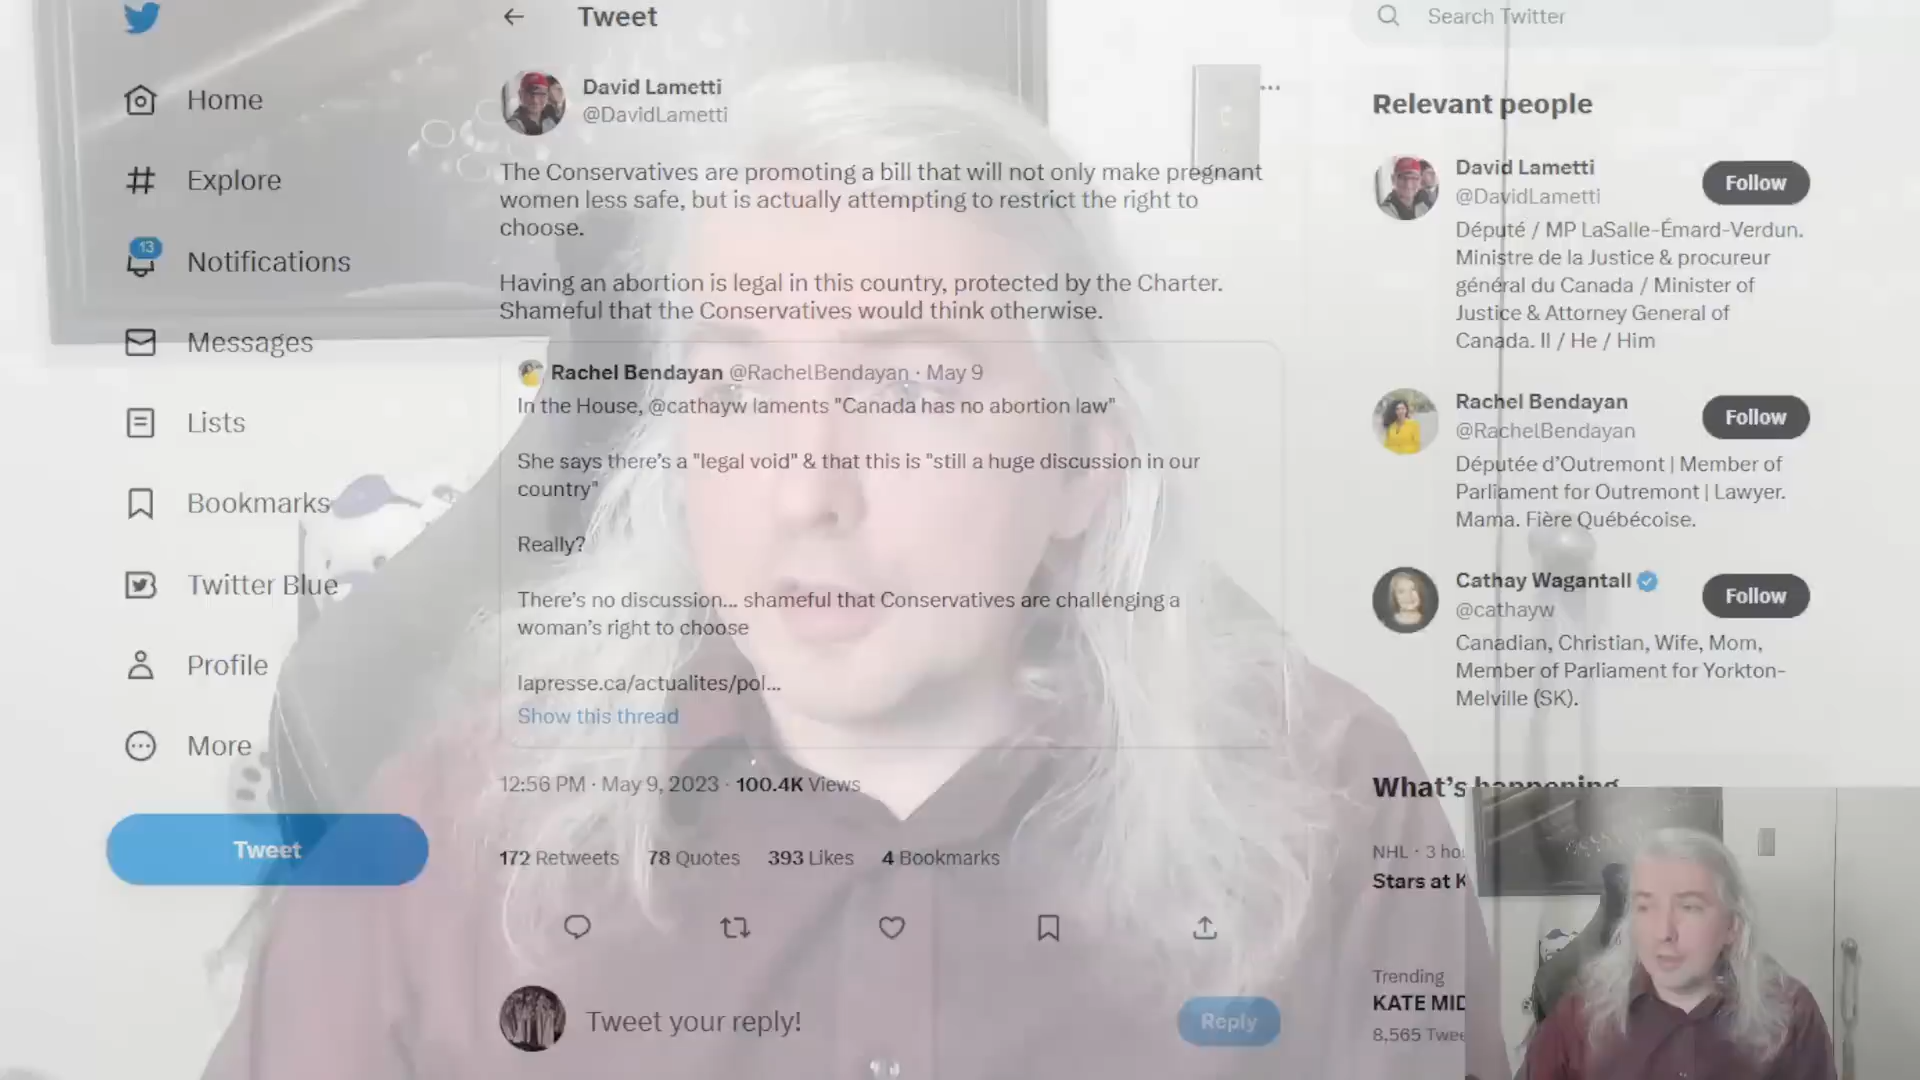 Tweet
Search Twitter
Home
Explore
13
Notifications
Messages
Lists
Bookmarks
Twitter Blue
Profile
More
Tweet
David Lametti
@DavidLametti
The Conservatives are promoting a bill that will not only make pregnant
women less safe, but is actually attempting to restrict the right to
choose.
Having an abortion is legal in this country, protected by the Charter.
Shameful that the Conservatives would think otherwise.
Rachel Bendayan @RachelBendayan · May 9
In the House, @cathayw laments "Canada has no abortion law"
She says there's a "legal void" & that this is "still a huge discussion in our
country"
Really?
There's no discussion... shameful that Conservatives are challenging a
woman's right to choose
lapresse.ca/actualites/pol...
Show this thread
12:56 PM · May 9, 2023 · 100.4K Views
172 Retweets 78 Quotes 393 Likes 4 Bookmarks
Tweet your reply!
Reply
Relevant people
David Lametti
@DavidLametti
Follow
Député / MP LaSalle-Émard-Verdun.
Ministre de la Justice & procureur
général du Canada / Minister of
Justice & Attorney General of
Canada. Il / He / Him
Rachel Bendayan
@RachelBendayan
Follow
Députée d'Outremont | Member of
Parliament for Outremont | Lawyer.
Mama. Fière Québécoise.
Cathay Wagantall
@cathayw
Follow
Canadian, Christian, Wife, Mom,
Member of Parliament for Yorkton-
Melville (SK).
What's happening
NHL · 3 ho
Stars at K
Trending
KATE MID
8,565 Twee